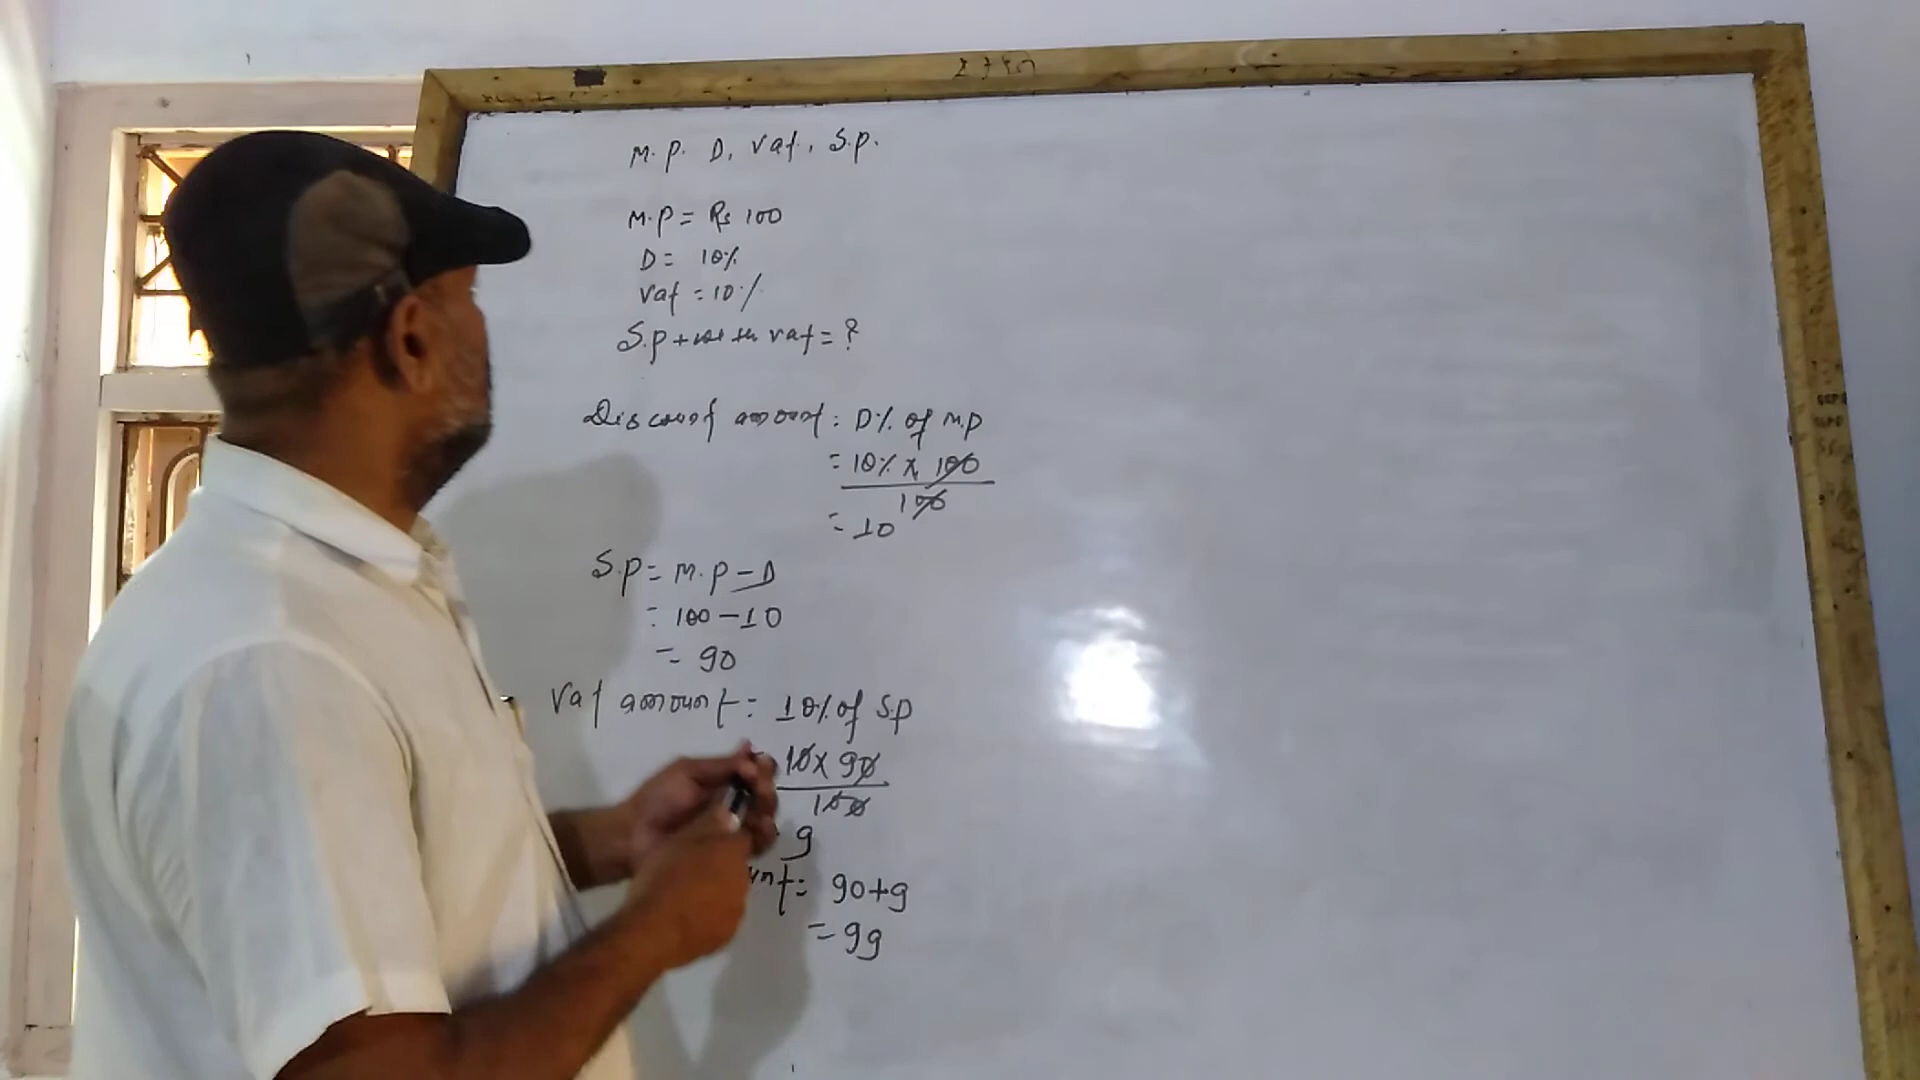 M.P. D, Vat, S.P.
M.P = Rs 100
D = 10%
Vat = 10%
S.P + with vat = ?
Discount amount = D% of M.P
= 10% x 100
100
= 10
S.P = M.P - D
= 100 - 10
= 90
Vat amount = 10% of S.P
= 10 x 90
100
= 9
= 90+9
= 99